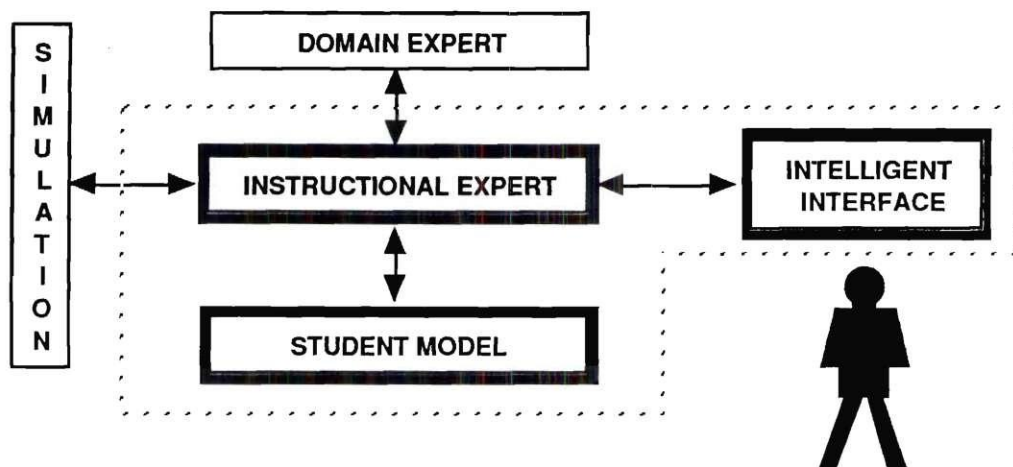 SIMULATION
DOMAIN EXPERT
INSTRUCTIONAL EXPERT
INTELLIGENT
INTERFACE
STUDENT MODEL